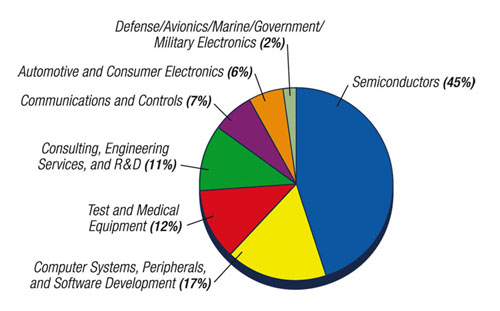 Defense/Avionics/Marine/Government/
Military Electronics (2%)
Semiconductors (45%)
Automotive and Consumer Electronics (6%)
Communications and Controls (7%)
Consulting, Engineering
Services, and R&D (11%)
Test and Medical
Equipment (12%)
Computer Systems, Peripherals,
and Software Development (17%)